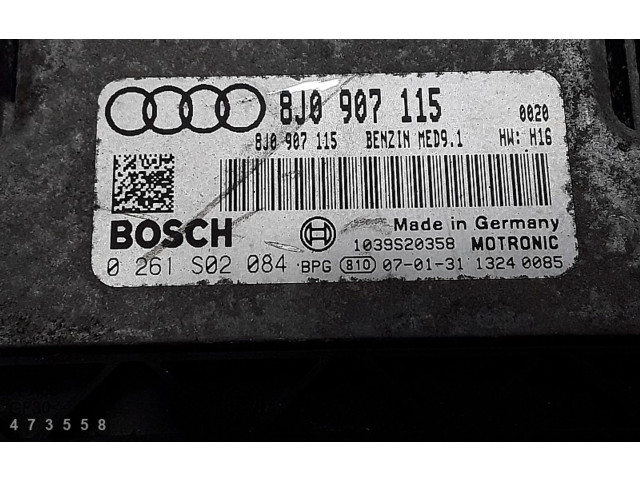 8J0 907 115 0020
8J0 907 115 BENZIN MED9.1 HW: H16
BOSCH Made in Germany
1039S20358 MOTRONIC
0 261 S02 084 BPG 810 07-01-31 1324 0085
473558